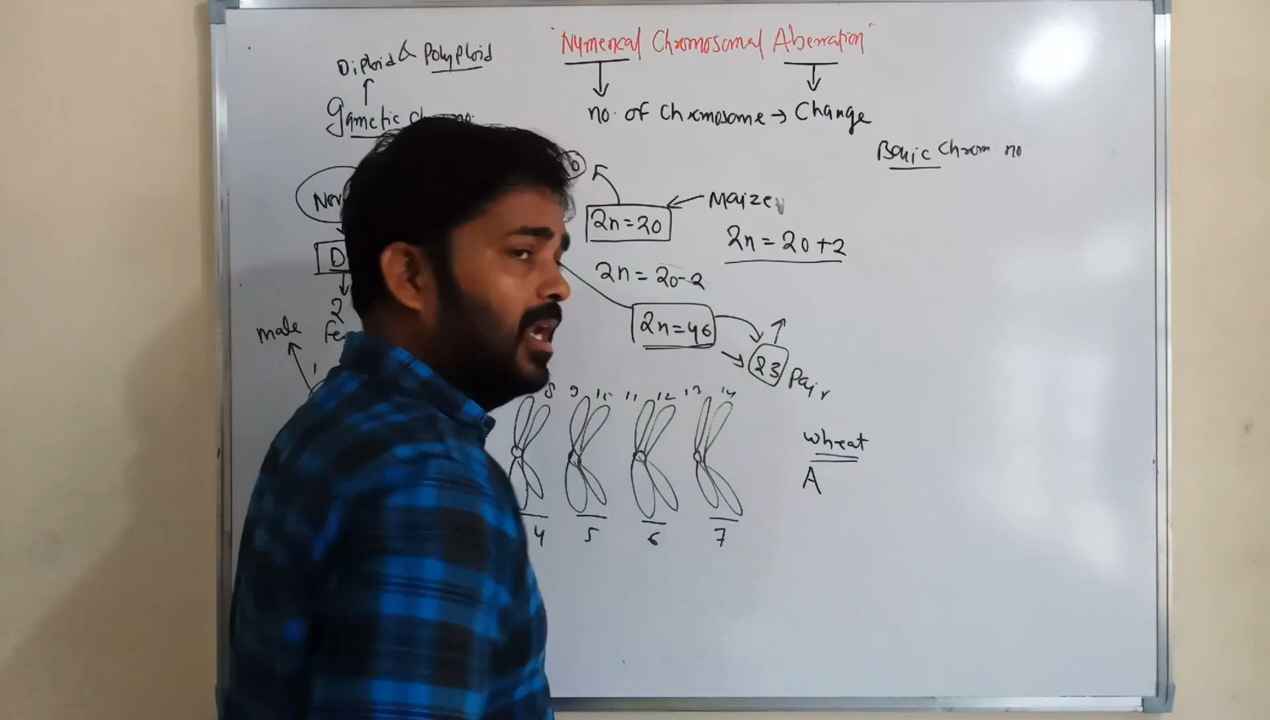 "Numerical Chromosomal Aberration"
Diploid & Polyploid
no. of Chromosome → Change
Gametic
Basic Chrom no
Maize
2n=20
2n = 20+2
2n = 20-2
2n=46
23 Pair
male
2
8 9 10 11 12 13 14
wheat
A
4 5 6 7